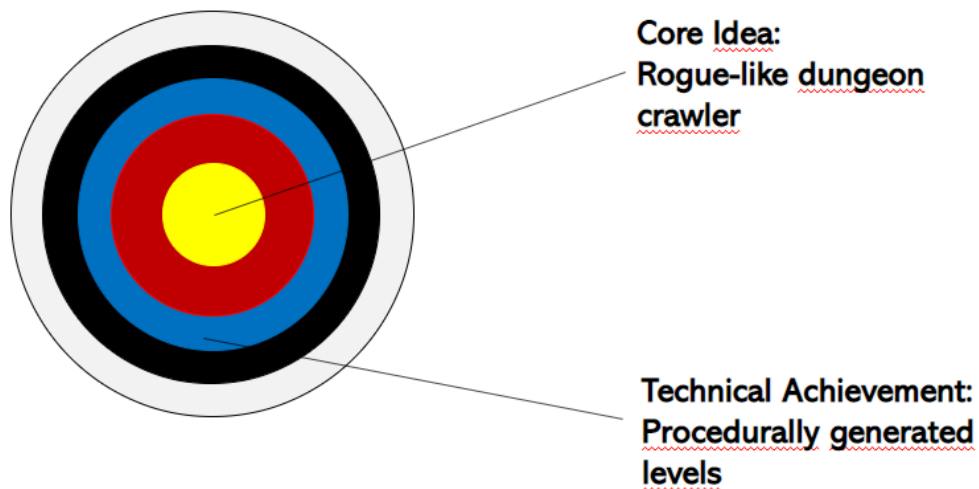 Core Idea:
Rogue-like dungeon
crawler
Technical Achievement:
Procedurally generated
levels